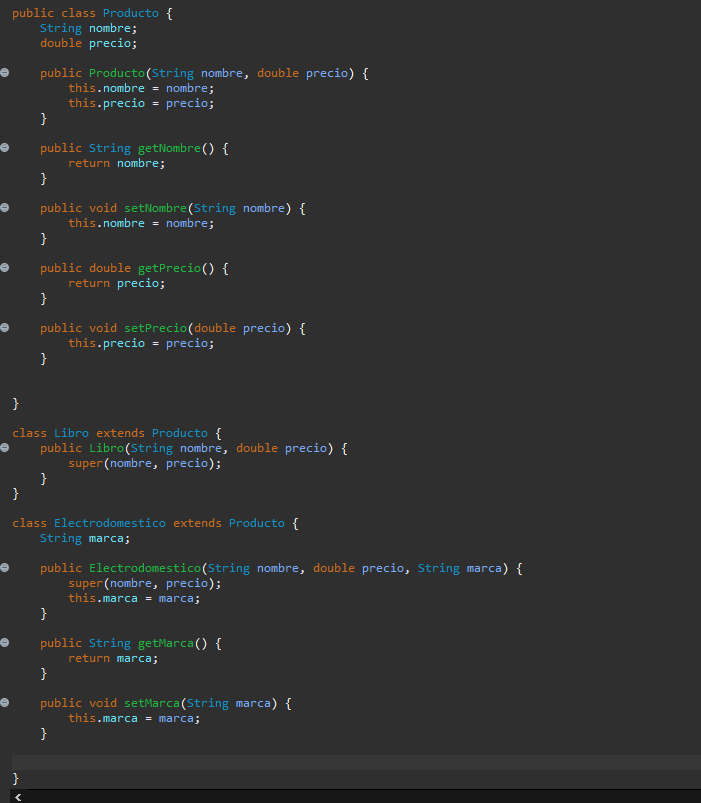 public class Producto {
    String nombre;
    double precio;

    public Producto(String nombre, double precio) {
        this.nombre = nombre;
        this.precio = precio;
    }

    public String getNombre() {
        return nombre;
    }

    public void setNombre(String nombre) {
        this.nombre = nombre;
    }

    public double getPrecio() {
        return precio;
    }

    public void setPrecio(double precio) {
        this.precio = precio;
    }


}

class Libro extends Producto {
    public Libro(String nombre, double precio) {
        super(nombre, precio);
    }
}

class Electrodomestico extends Producto {
    String marca;

    public Electrodomestico(String nombre, double precio, String marca) {
        super(nombre, precio);
        this.marca = marca;
    }

    public String getMarca() {
        return marca;
    }

    public void setMarca(String marca) {
        this.marca = marca;
    }


}